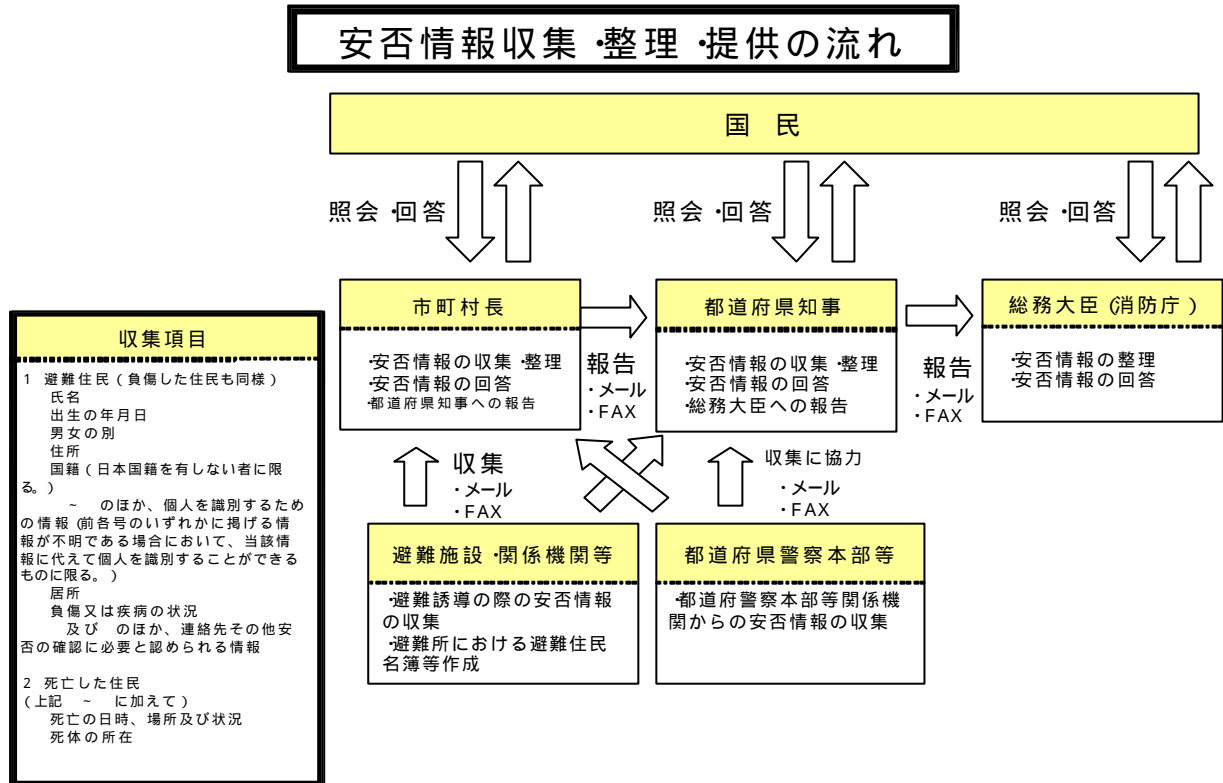 安否情報収集・整理・提供の流れ
国 民
照会・回答
照会・回答
照会・回答
市町村長
・安否情報の収集・整理
・安否情報の回答
・都道府県知事への報告
報告
・メール
・FAX
都道府県知事
・安否情報の収集・整理
・安否情報の回答
・総務大臣への報告
報告
・メール
・FAX
総務大臣(消防庁)
・安否情報の整理
・安否情報の回答
収集
・メール
・FAX
収集に協力
・メール
・FAX
避難施設・関係機関等
・避難誘導の際の安否情報
の収集
・避難所における避難住民
名簿等作成
都道府県警察本部等
・都道府警察本部等関係機
関からの安否情報の収集
収集項目
1 避難住民(負傷した住民も同様)
氏名
出生の年月日
男女の別
住所
国籍(日本国籍を有しない者に限
る。)
~ のほか、個人を識別するため
の情報(前各号のいずれかに掲げる情
報が不明である場合において、当該情
報に代えて個人を識別することができる
ものに限る。)
居所
負傷又は疾病の状況
及び のほか、連絡先その他安
否の確認に必要と認められる情報
2 死亡した住民
(上記 ~ に加えて)
死亡の日時、場所及び状況
死体の所在